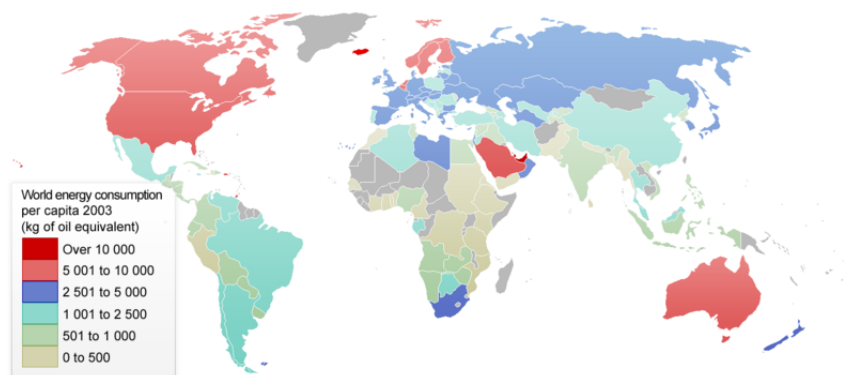 World energy consumption
per capita 2003
(kg of oil equivalent)
Over 10 000
5 001 to 10 000
2 501 to 5 000
1 001 to 2 500
501 to 1 000
0 to 500